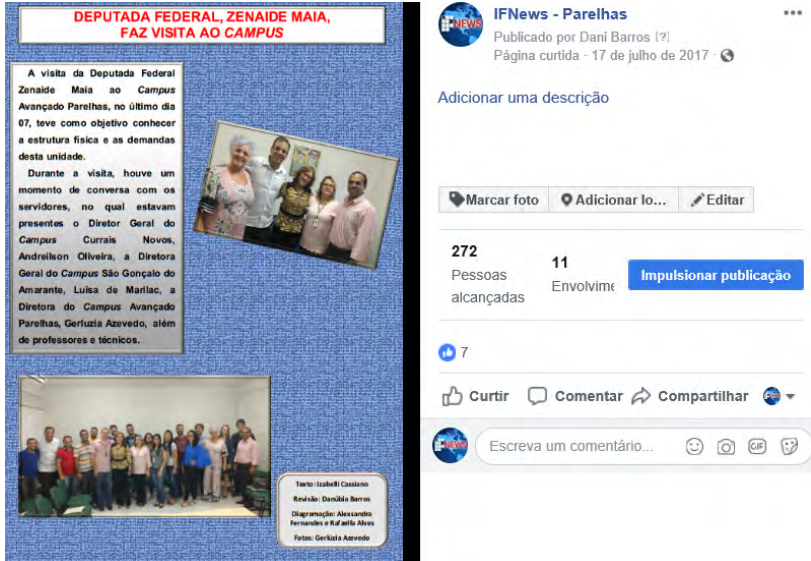 DEPUTADA FEDERAL, ZENAIDE MAIA,
FAZ VISITA AO CAMPUS
A visita da Deputada Federal
Zenaide Maia ao Campus
Avançado Parelhas, no último dia
07, teve como objetivo conhecer
a estrutura física e as demandas
desta unidade.
Durante a visita, houve um
momento de conversa com os
servidores, no qual estavam
presentes o Diretor Geral do
Campus Currais Novos,
Andreilson Oliveira, a Diretora
Geral do Campus São Gonçalo do
Amarante, Luisa de Marilac, a
Diretora do Campus Avançado
Parelhas, Gerluzia Azevedo, além
de professores e técnicos.
Texto: Izabelli Cassiano
Revisão: Danúbia Barros
Diagramação: Alexsandra
Fernandes e Rafaella Alves
Fotos: Gerlúzia Azevedo
IFNEWS
IFNews - Parelhas
Publicado por Dani Barros [?]
Página curtida · 17 de julho de 2017 ·
Adicionar uma descrição
Marcar foto
Adicionar lo...
Editar
272
Pessoas
alcançadas
11
Envolvime
Impulsionar publicação
7
Curtir
Comentar
Compartilhar
Escreva um comentário...
GIF